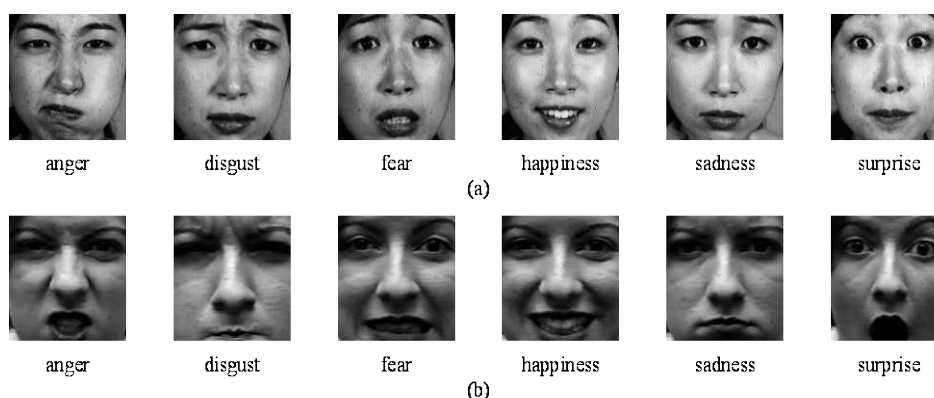 anger disgust fear happiness sadness surprise
(a)
anger disgust fear happiness sadness surprise
(b)